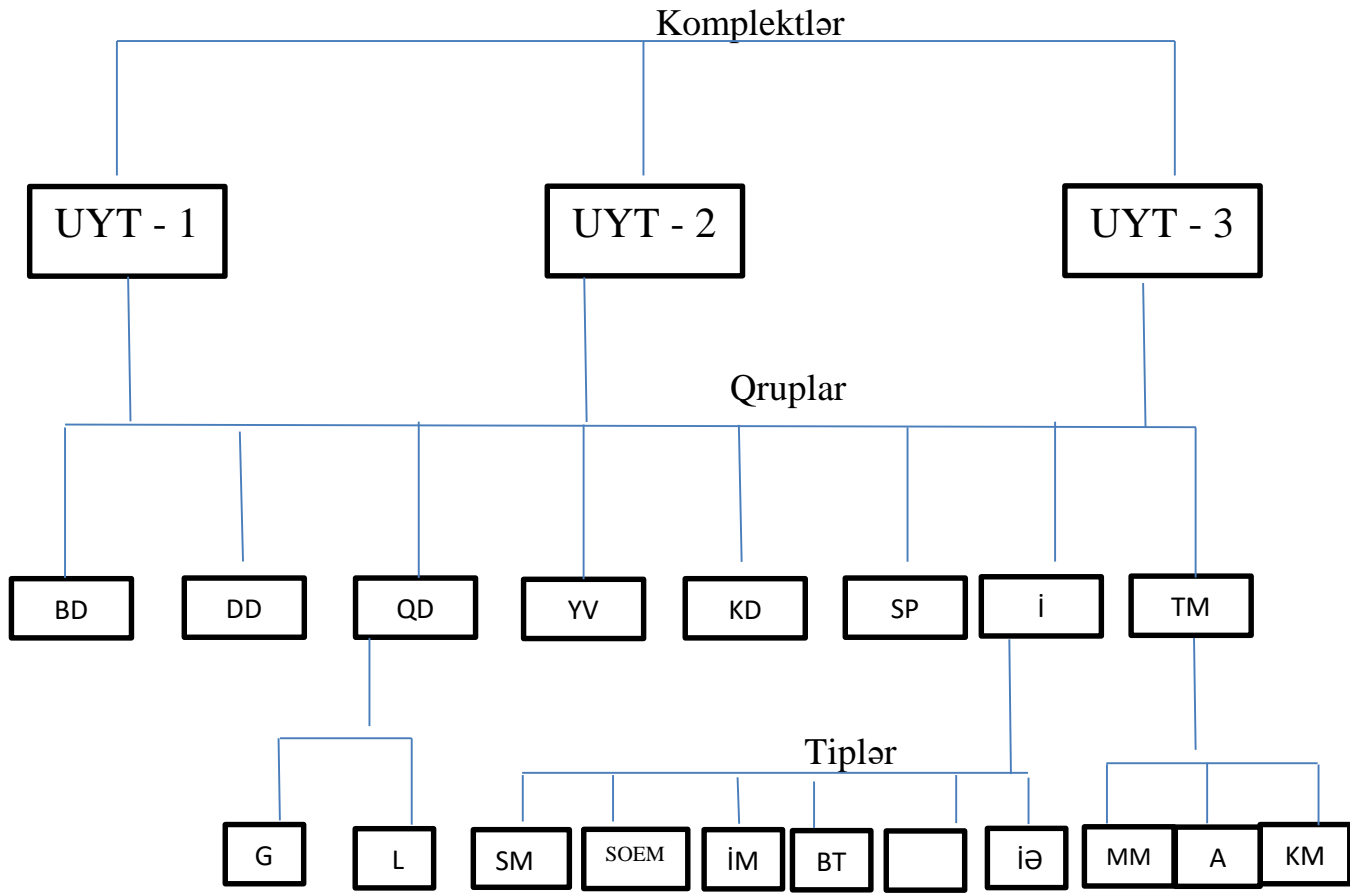 Komplektlər
UYT - 1
UYT - 2
UYT - 3
Qruplar
BD
DD
QD
YV
KD
SP
İ
TM
Tiplər
G
L
SM
SOEM
İM
BT
İƏ
MM
A
KM